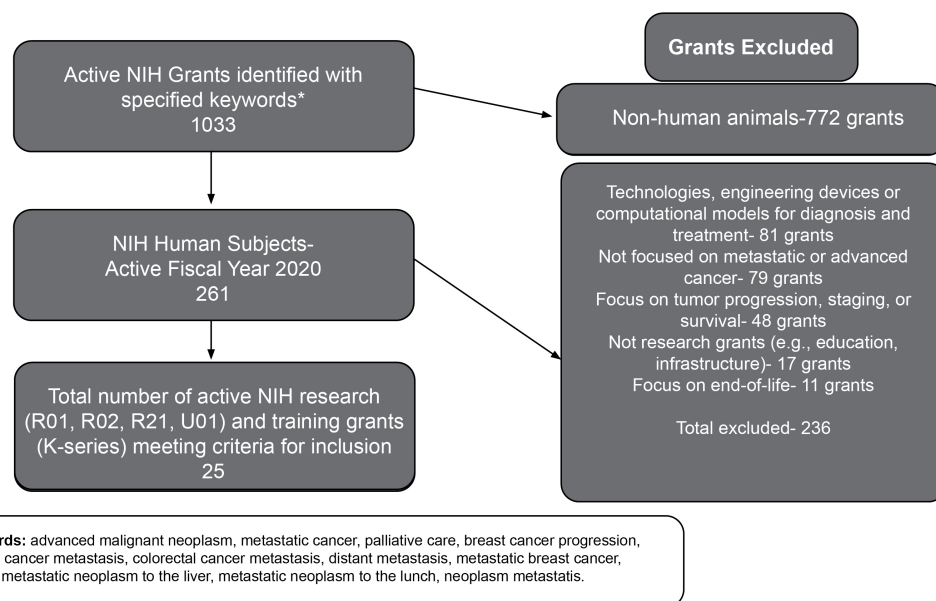 Active NIH Grants identified with
specified keywords*
1033
Grants Excluded
Non-human animals-772 grants
NIH Human Subjects-
Active Fiscal Year 2020
261
Technologies, engineering devices or
computational models for diagnosis and
treatment- 81 grants
Not focused on metastatic or advanced
cancer- 79 grants
Focus on tumor progression, staging, or
survival- 48 grants
Not research grants (e.g., education,
infrastructure)- 17 grants
Focus on end-of-life- 11 grants
Total excluded- 236
Total number of active NIH research
(R01, R02, R21, U01) and training grants
(K-series) meeting criteria for inclusion
25
rds: advanced malignant neoplasm, metastatic cancer, palliative care, breast cancer progression,
cancer metastasis, colorectal cancer metastasis, distant metastasis, metastatic breast cancer,
metastatic neoplasm to the liver, metastatic neoplasm to the lunch, neoplasm metastatis.